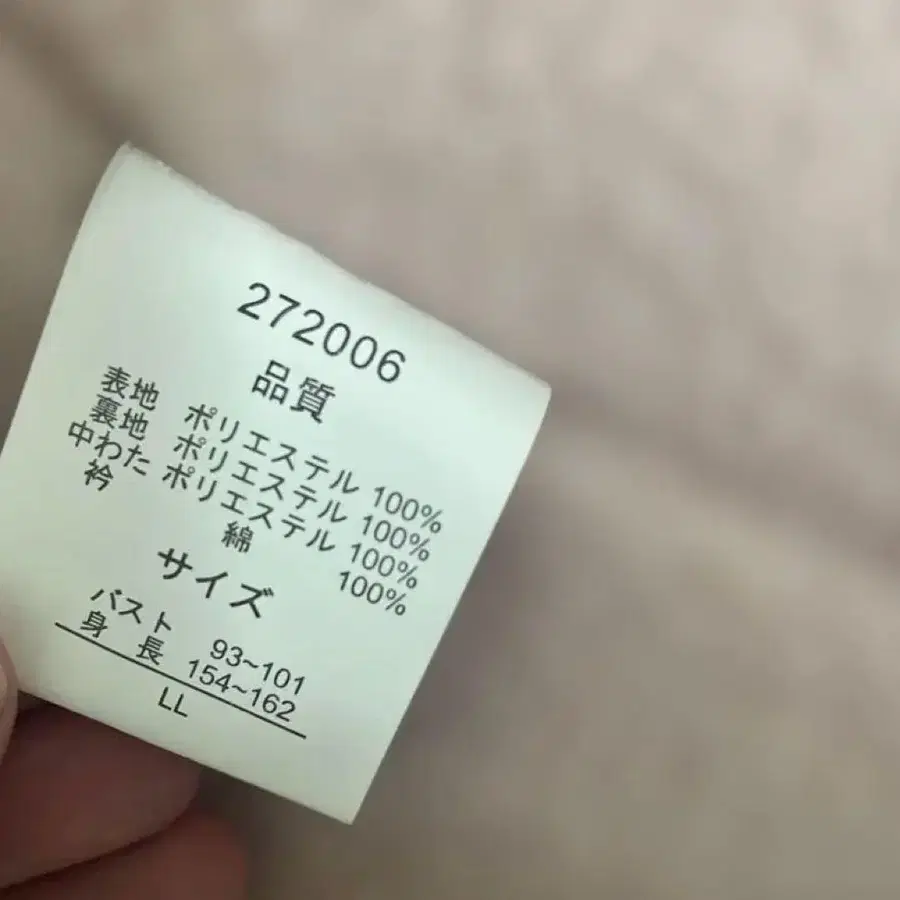 272006
品質
表地 ポリエステル 100%
裏地 ポリエステル 100%
中わた ポリエステル 100%
衿 綿 100%
サイズ
バスト 93~101
身長 154~162
LL